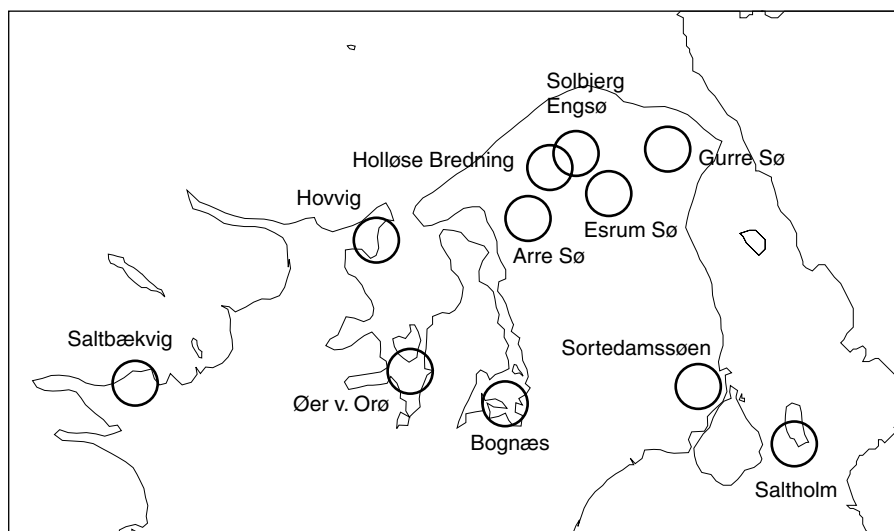 Solbjerg
Engsø
Holløse Bredning
Gurre Sø
Hovvig
Esrum Sø
Arre Sø
Saltbækvig
Sortedamssøen
Øer v. Orø
Bognæs
Saltholm